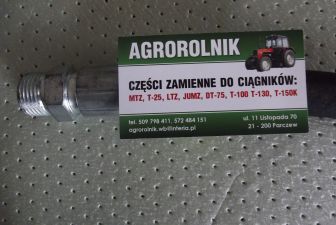 AGROROLNIK
CZĘŚCI ZAMIENNE DO CIĄGNIKÓW:
MTZ, T-25, LTZ, JUMZ, DT-75, T-100 T-130, T-150K
tel. 509 798 411, 572 484 151
agrorolnik.wb@interia.pl
ul. 11 Listopada 70
21 - 200 Parczew